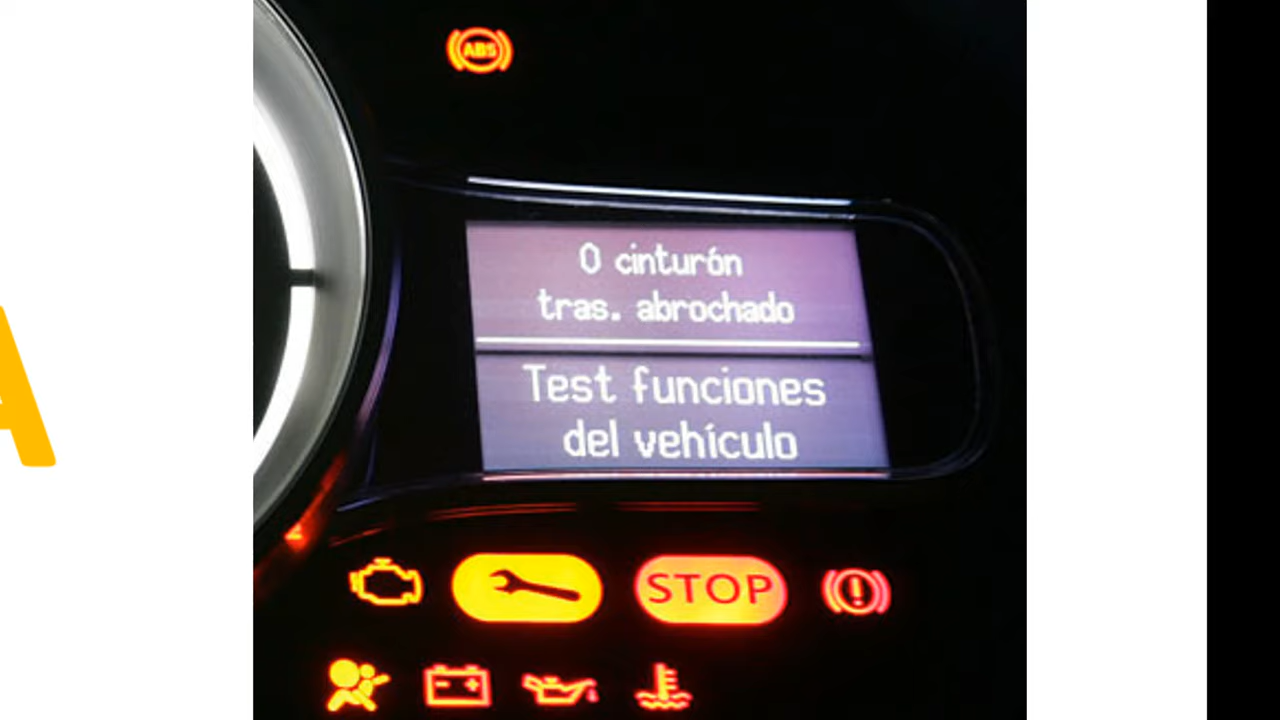 A
ABS
0 cinturón
tras. abrochado
Test funciones
del vehículo
STOP